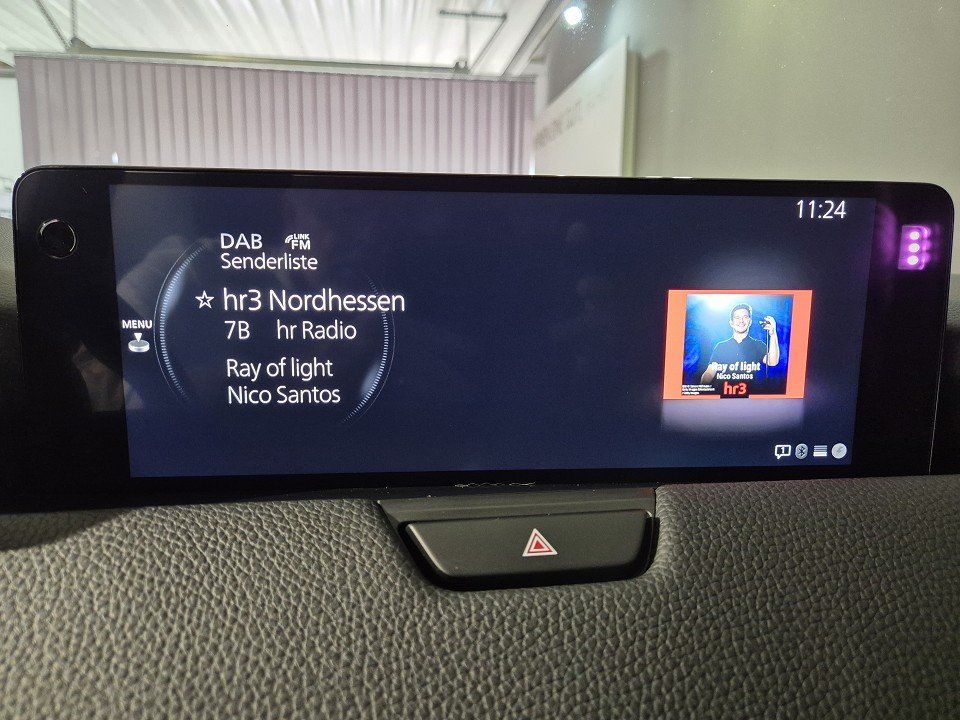 11:24
DAB LINK FM
Senderliste
MENU
☆ hr3 Nordhessen
7B hr Radio
Ray of light
Nico Santos
Ray of light
Nico Santos
hr3
1